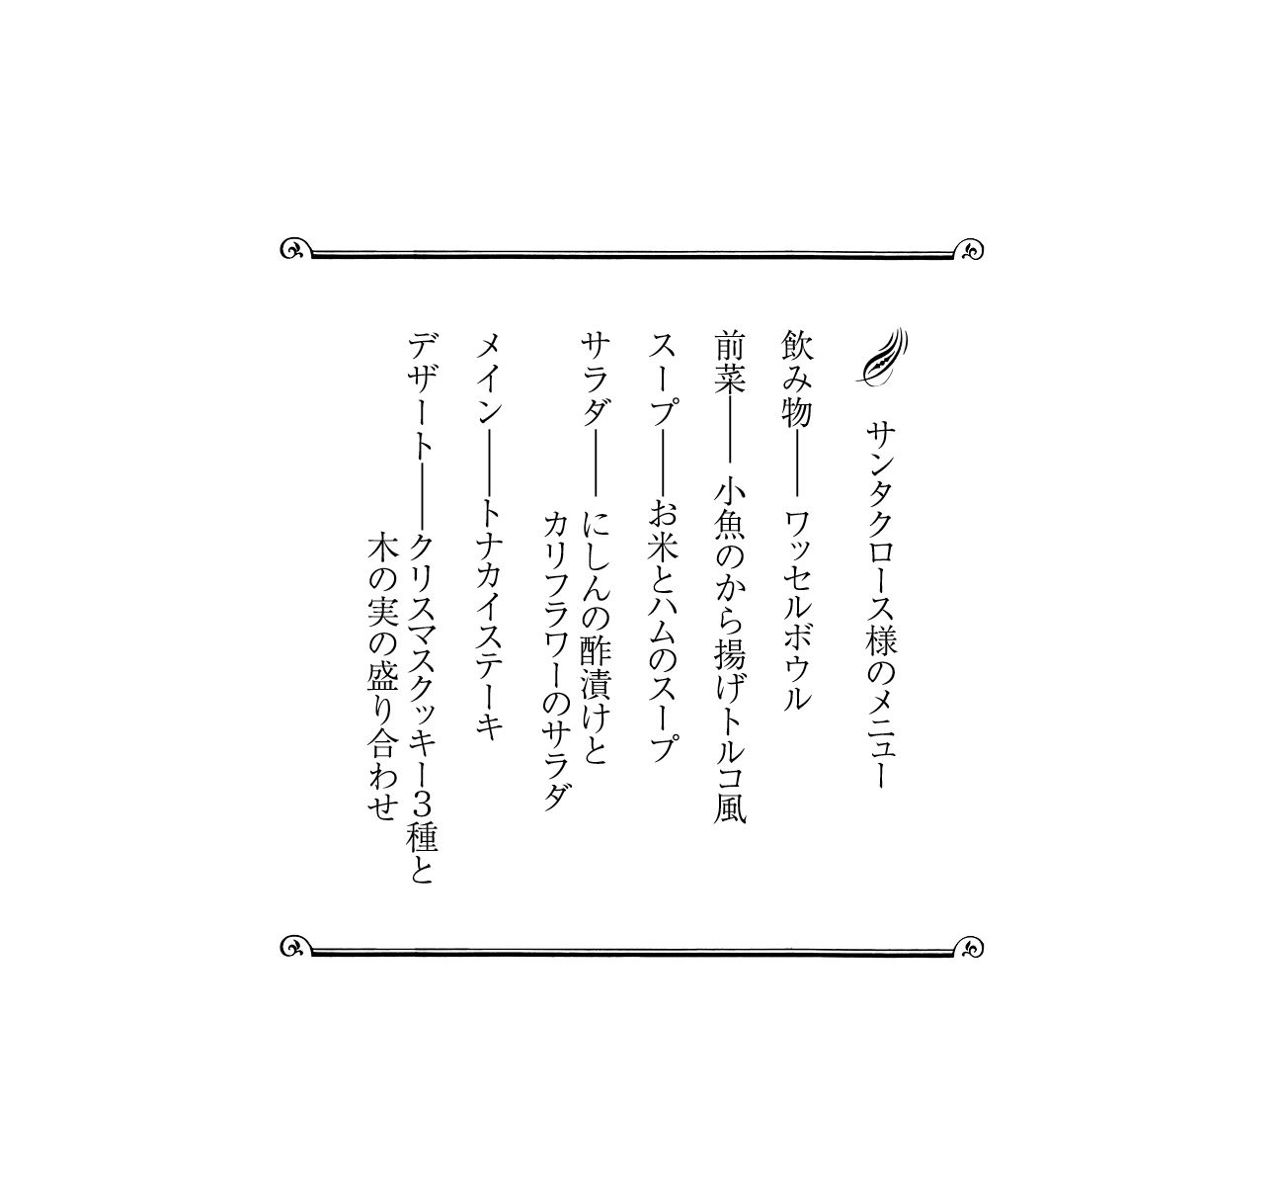 サンタクロース様のメニュー
飲み物――ワッセルボウル
前菜――小魚のから揚げトルコ風
スープ――お米とハムのスープ
サラダ――にしんの酢漬けと
カリフラワーのサラダ
メイン――トナカイステーキ
デザート――クリスマスクッキー３種と
木の実の盛り合わせ